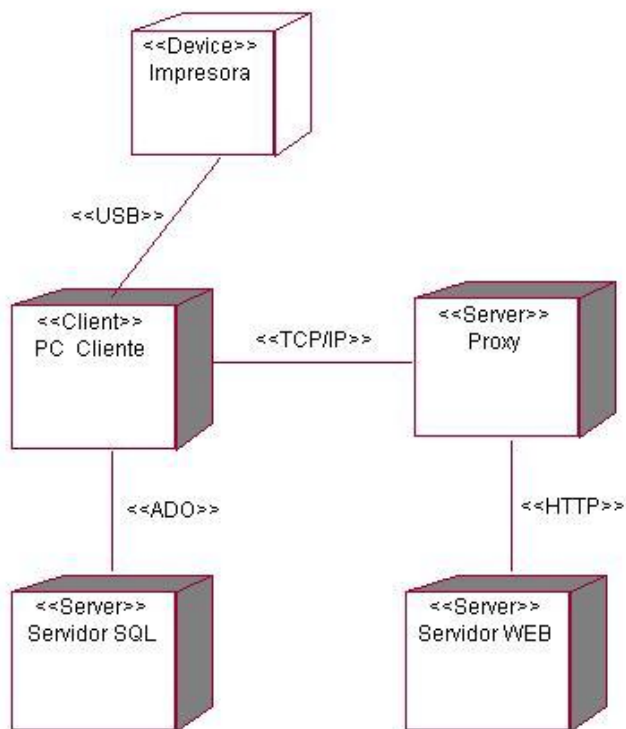 <<Device>>
Impresora
<<USB>>
<<Client>>
PC Cliente
<<TCP/IP>>
<<Server>>
Proxy
<<ADO>>
<<HTTP>>
<<Server>>
Servidor SQL
<<Server>>
Servidor WEB